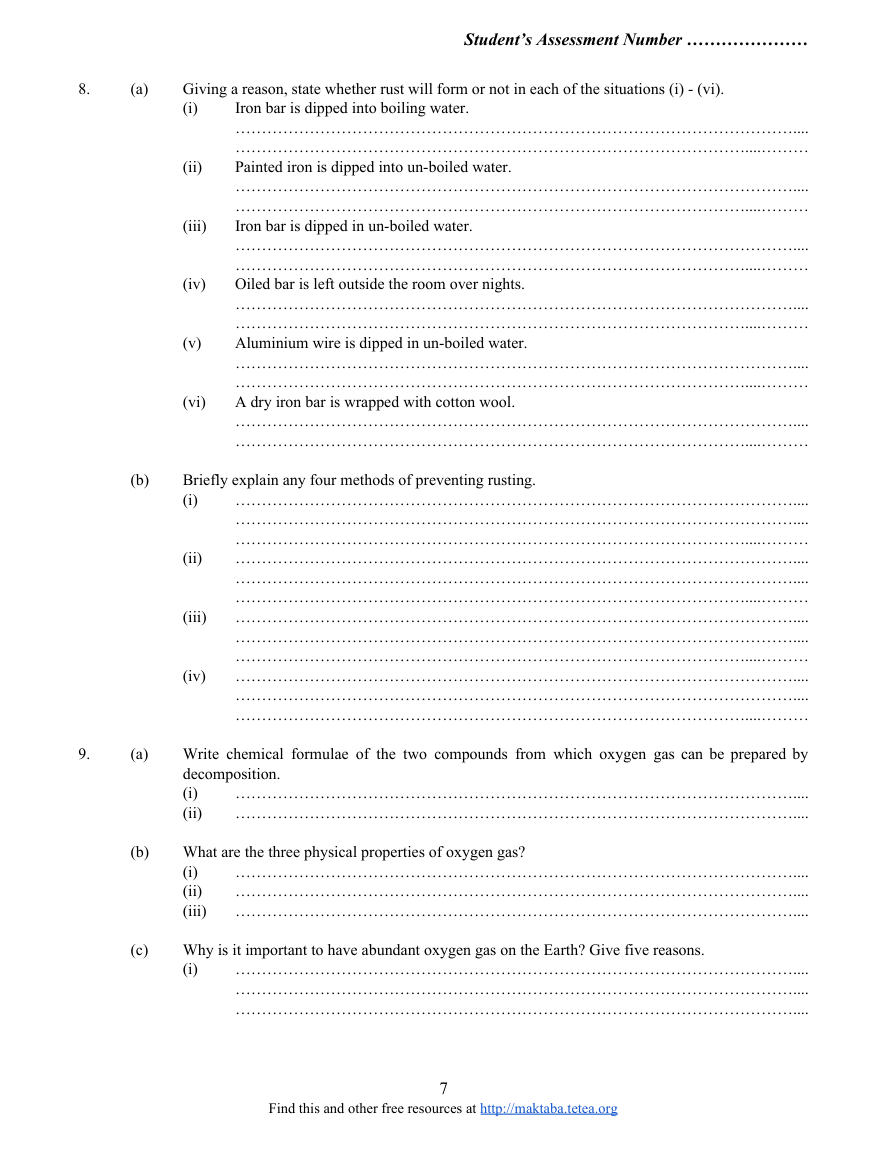 Student’s Assessment Number …………………
8. (a) Giving a reason, state whether rust will form or not in each of the situations (i) - (vi).
(i) Iron bar is dipped into boiling water.
……………………………………………………………………………………………....
……………………………………………………………………………………....………
(ii) Painted iron is dipped into un-boiled water.
……………………………………………………………………………………………....
……………………………………………………………………………………....………
(iii) Iron bar is dipped in un-boiled water.
……………………………………………………………………………………………....
……………………………………………………………………………………....………
(iv) Oiled bar is left outside the room over nights.
……………………………………………………………………………………………....
……………………………………………………………………………………....………
(v) Aluminium wire is dipped in un-boiled water.
……………………………………………………………………………………………....
……………………………………………………………………………………....………
(vi) A dry iron bar is wrapped with cotton wool.
……………………………………………………………………………………………....
……………………………………………………………………………………....………
(b) Briefly explain any four methods of preventing rusting.
(i) ……………………………………………………………………………………………....
……………………………………………………………………………………………....
……………………………………………………………………………………....………
(ii) ……………………………………………………………………………………………....
……………………………………………………………………………………………....
……………………………………………………………………………………....………
(iii) ……………………………………………………………………………………………....
……………………………………………………………………………………………....
……………………………………………………………………………………....………
(iv) ……………………………………………………………………………………………....
……………………………………………………………………………………………....
……………………………………………………………………………………....………
9. (a) Write chemical formulae of the two compounds from which oxygen gas can be prepared by
decomposition.
(i) ……………………………………………………………………………………………....
(ii) ……………………………………………………………………………………………....
(b) What are the three physical properties of oxygen gas?
(i) ……………………………………………………………………………………………....
(ii) ……………………………………………………………………………………………....
(iii) ……………………………………………………………………………………………....
(c) Why is it important to have abundant oxygen gas on the Earth? Give five reasons.
(i) ……………………………………………………………………………………………....
……………………………………………………………………………………………....
……………………………………………………………………………………………....
7
Find this and other free resources at http://maktaba.tetea.org